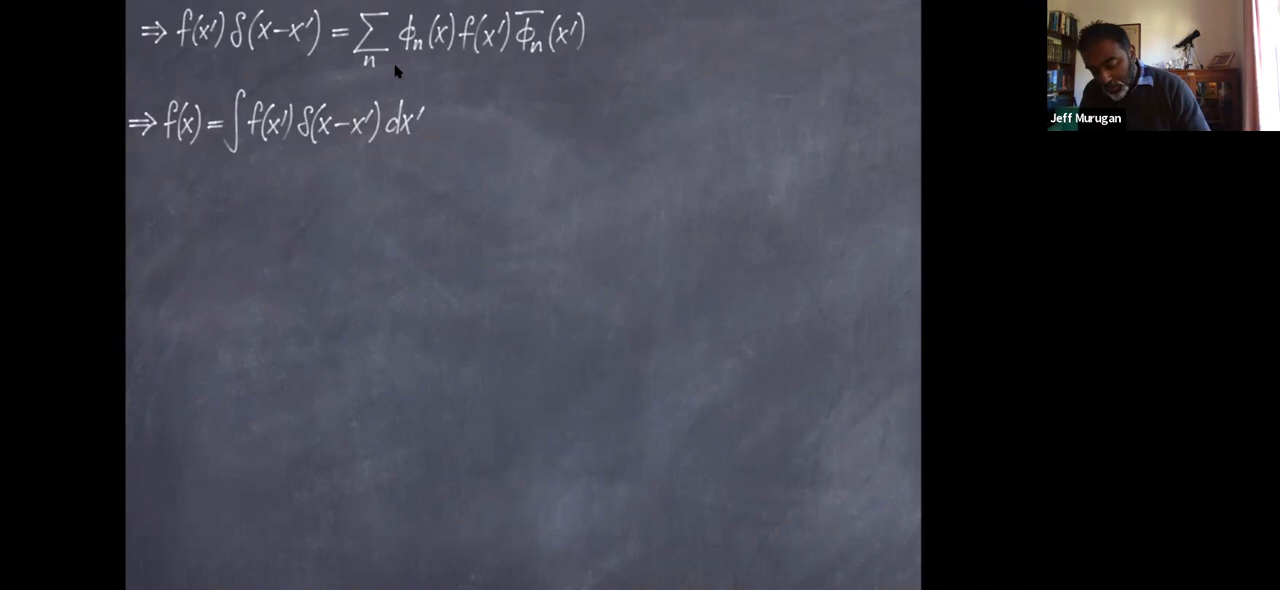 ⇒ f(x′) δ(x−x′) = ∑ₙ ϕₙ(x) f(x′) ϕ̅ₙ(x′)
⇒ f(x) = ∫ f(x′) δ(x−x′) dx′
Jeff Murugan